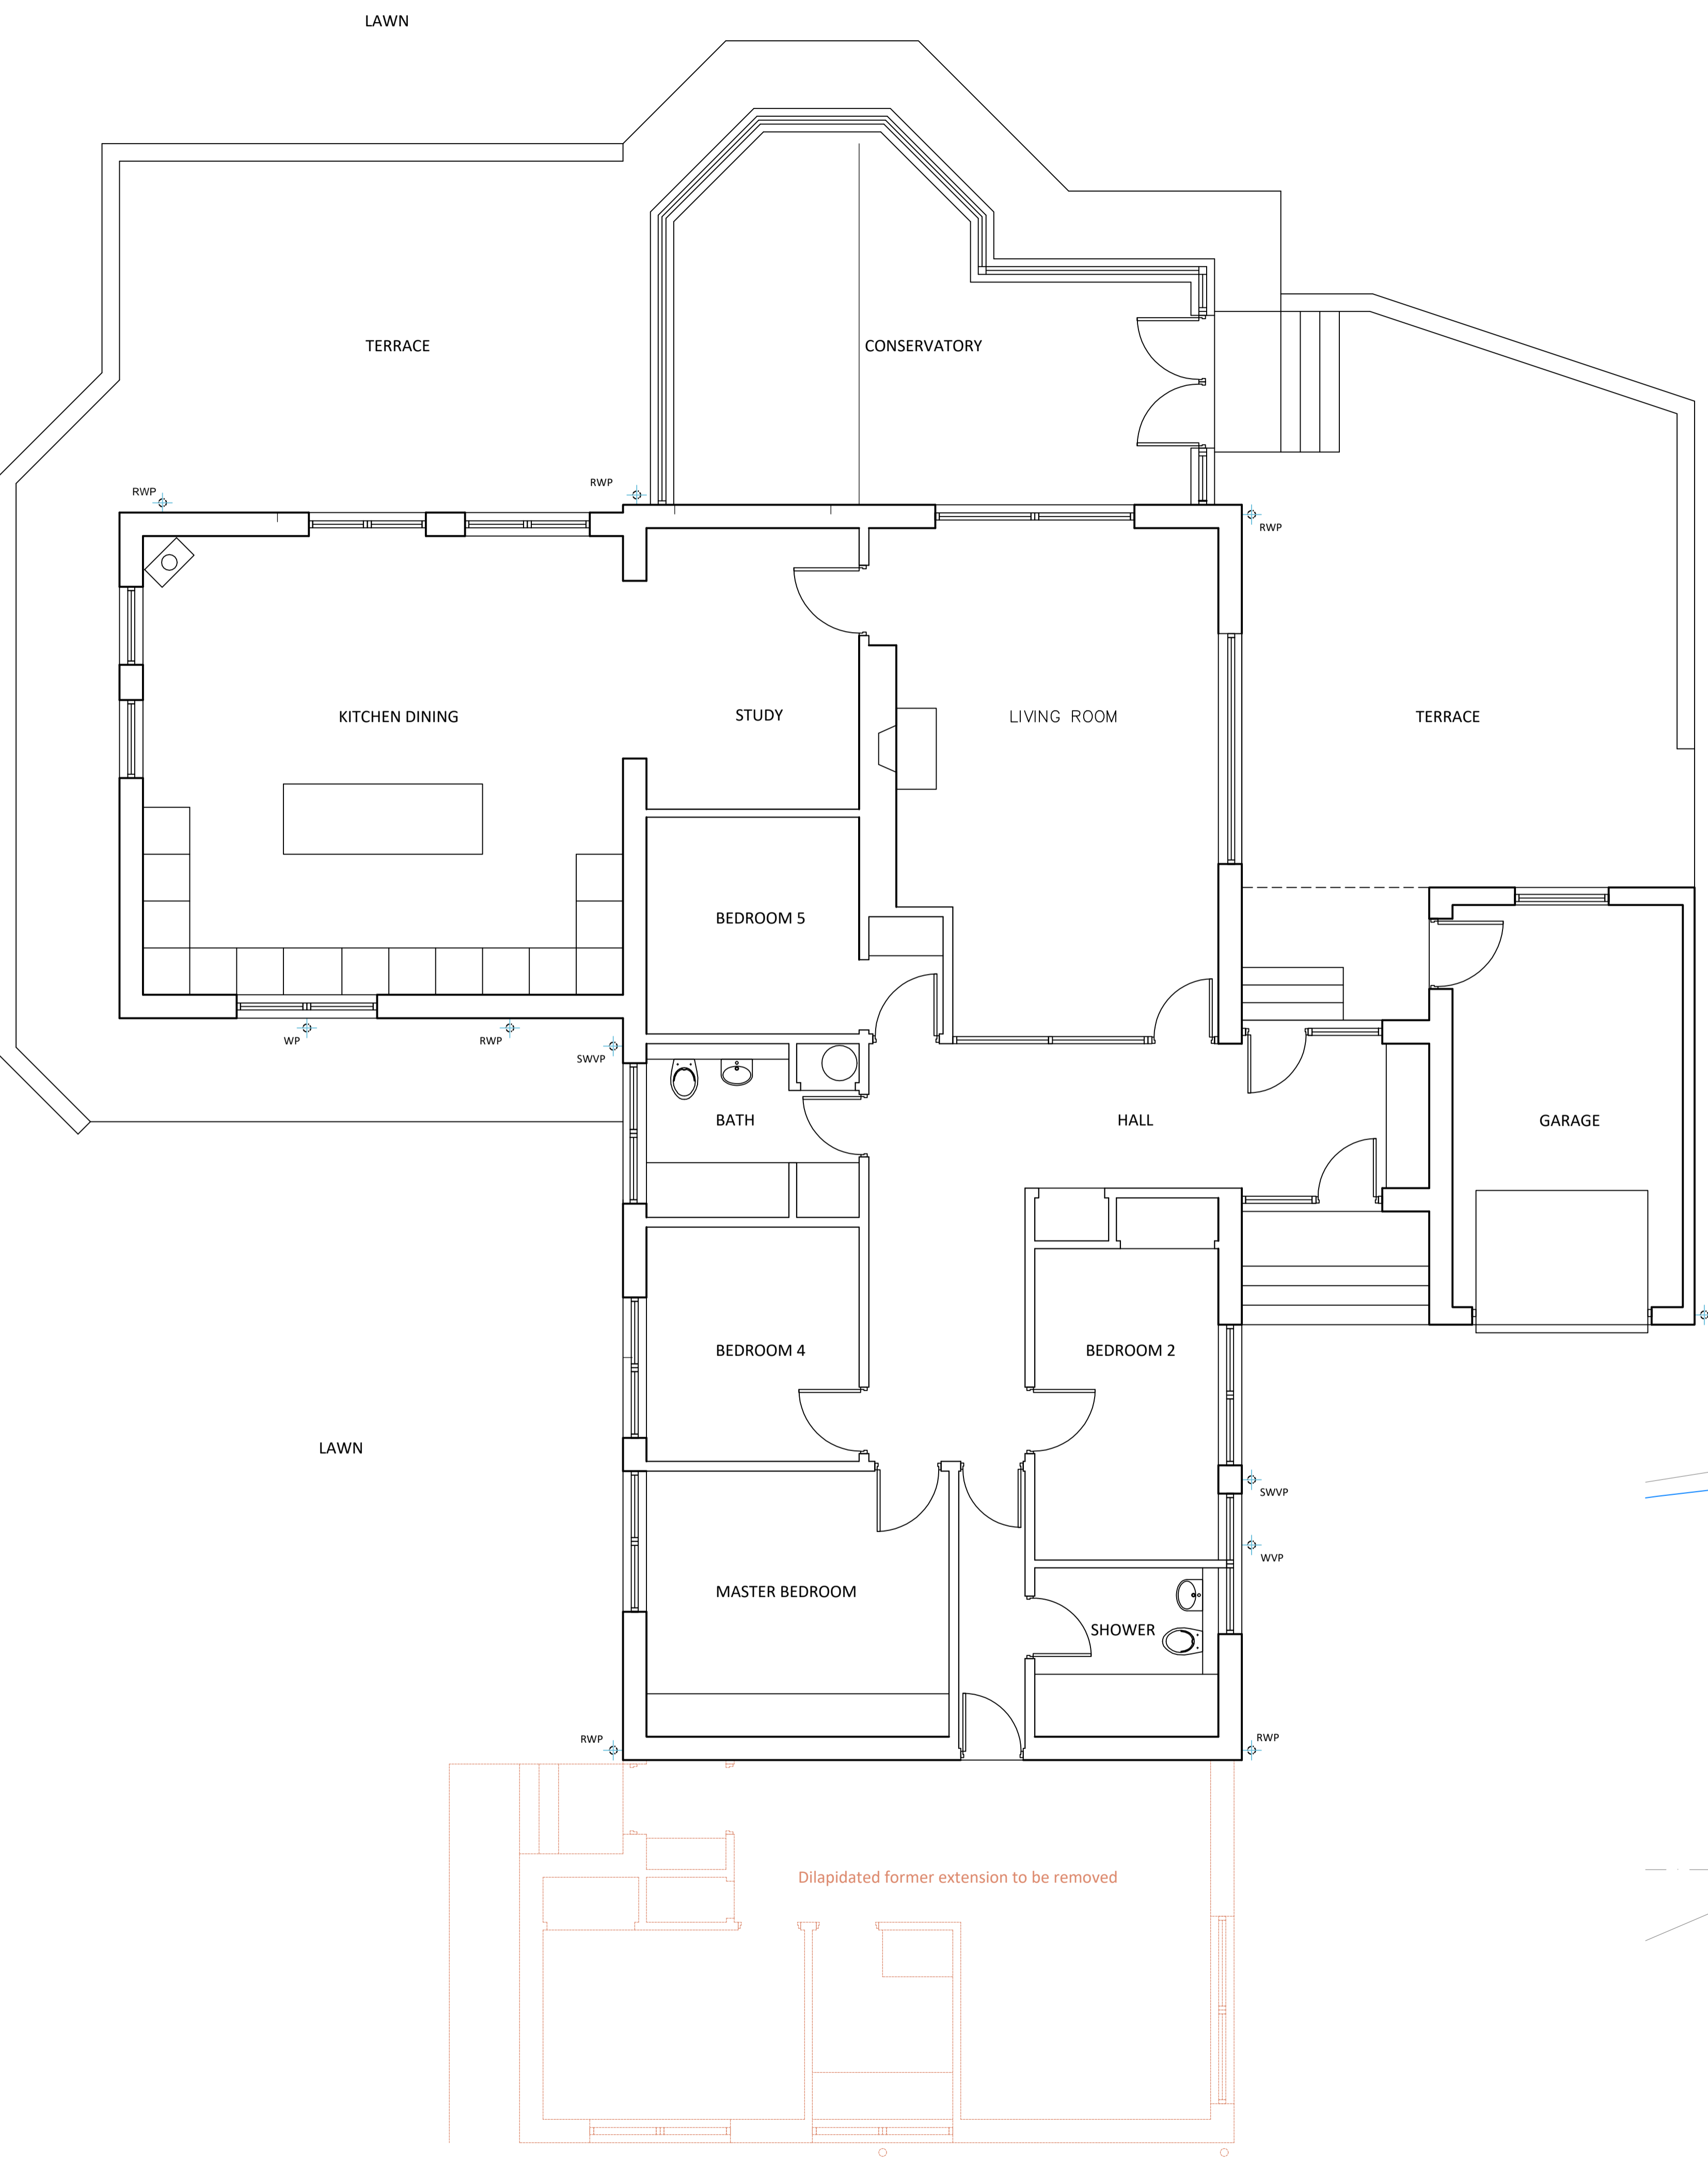 LAWN
TERRACE
CONSERVATORY
RWP
RWP
RWP
KITCHEN DINING
STUDY
LIVING ROOM
TERRACE
BEDROOM 5
WP
RWP
SWVP
BATH
HALL
GARAGE
BEDROOM 4
BEDROOM 2
LAWN
SWVP
WVP
MASTER BEDROOM
SHOWER
RWP
RWP
Dilapidated former extension to be removed